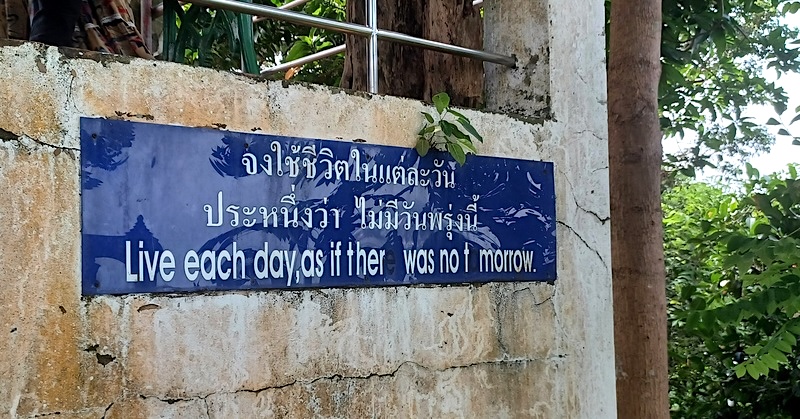 จงใช้ชีวิตในแต่ละวัน
ประหนึ่งว่า ไม่มีวันพรุ่งนี้
Live each day,as if ther was no t morrow.